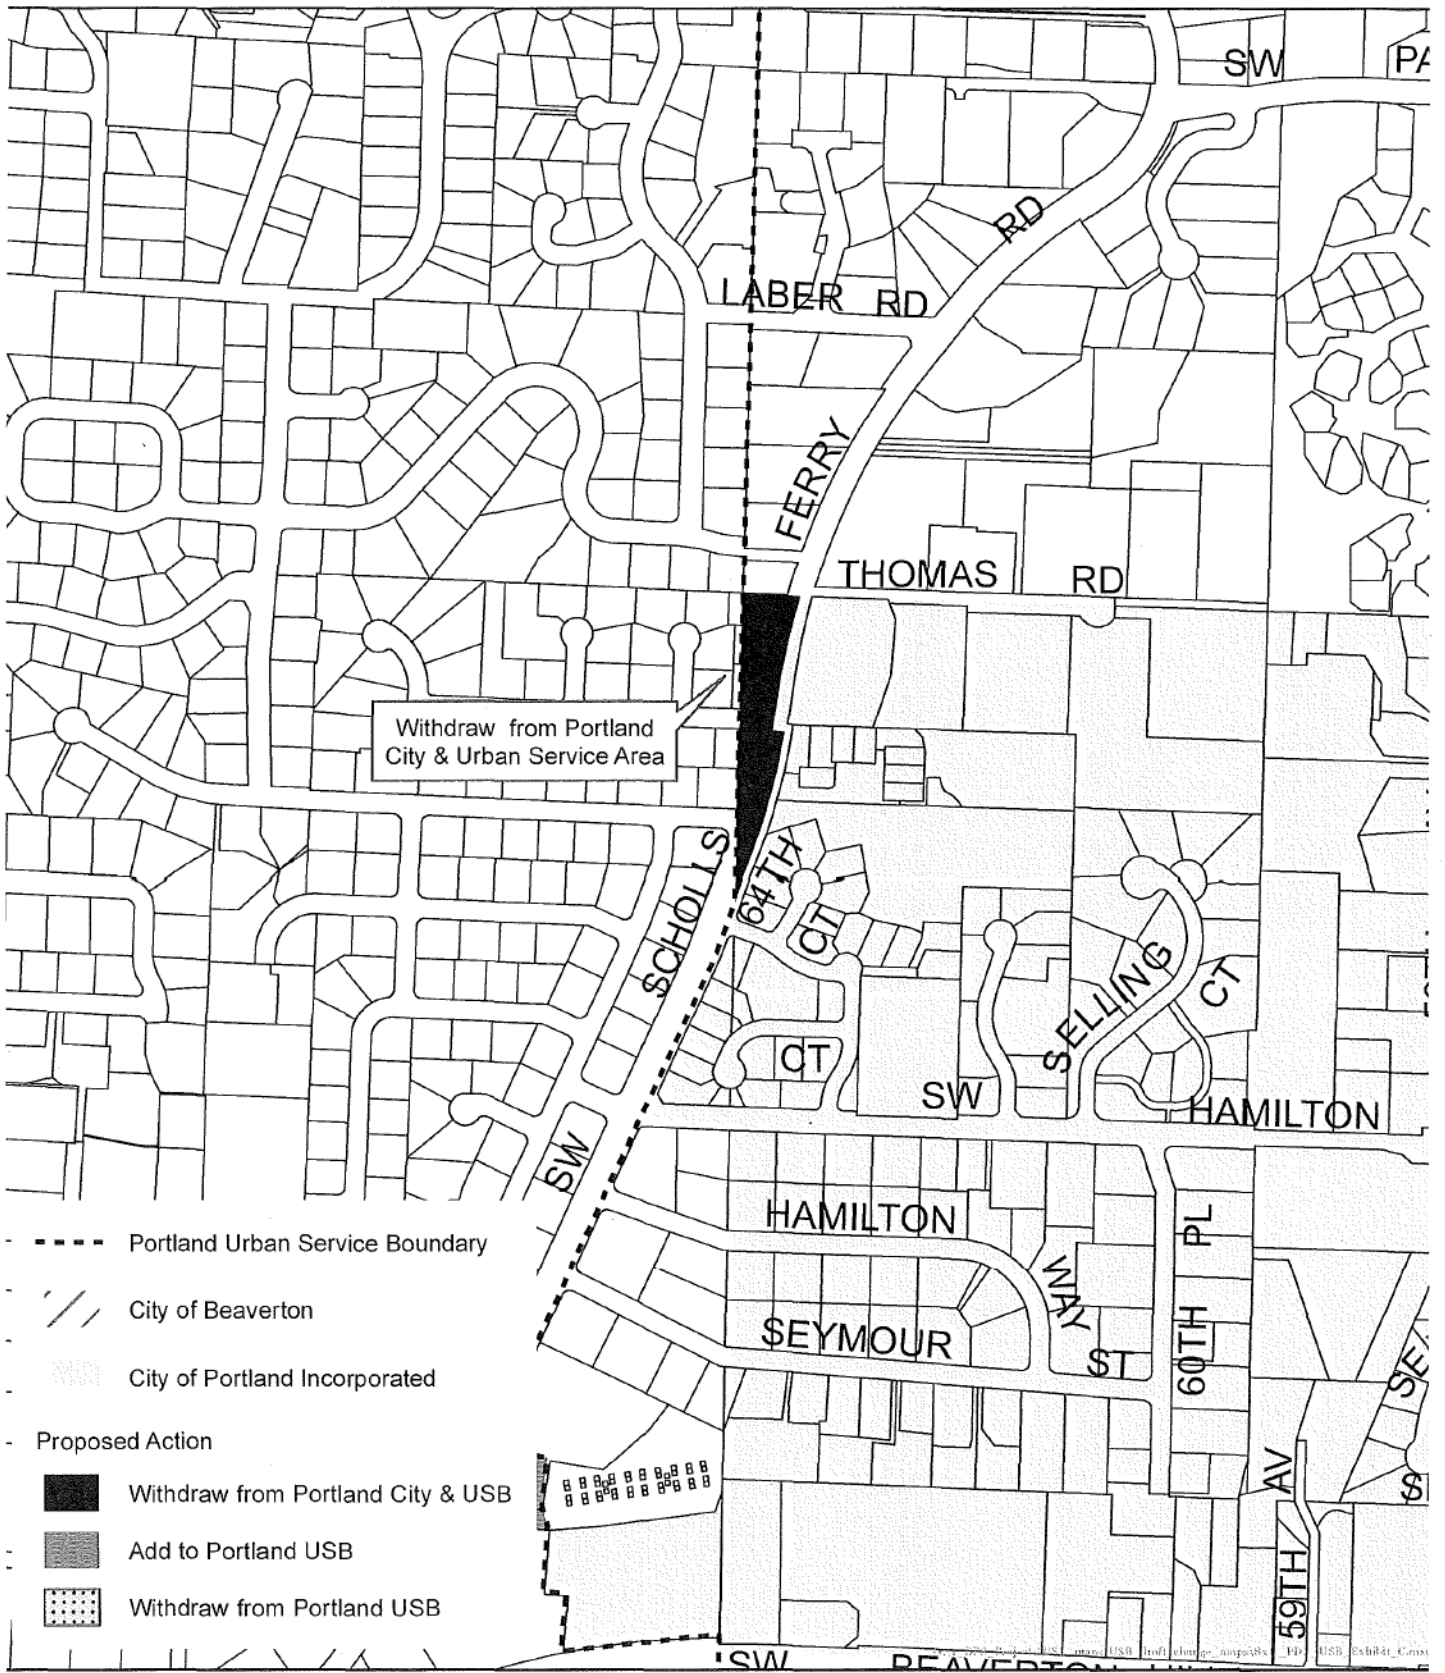 SW
PA
RD
LABER RD
FERRY
THOMAS RD
Withdraw from Portland
City & Urban Service Area
SCHOLLS
64TH
CT
SELLING
CT
CT
SW
HAMILTON
SW
HAMILTON
PL
WAY
SEYMOUR
ST
60TH
SE
AV
S
59TH
SW
Portland Urban Service Boundary
City of Beaverton
City of Portland Incorporated
Proposed Action
Withdraw from Portland City & USB
Add to Portland USB
Withdraw from Portland USB